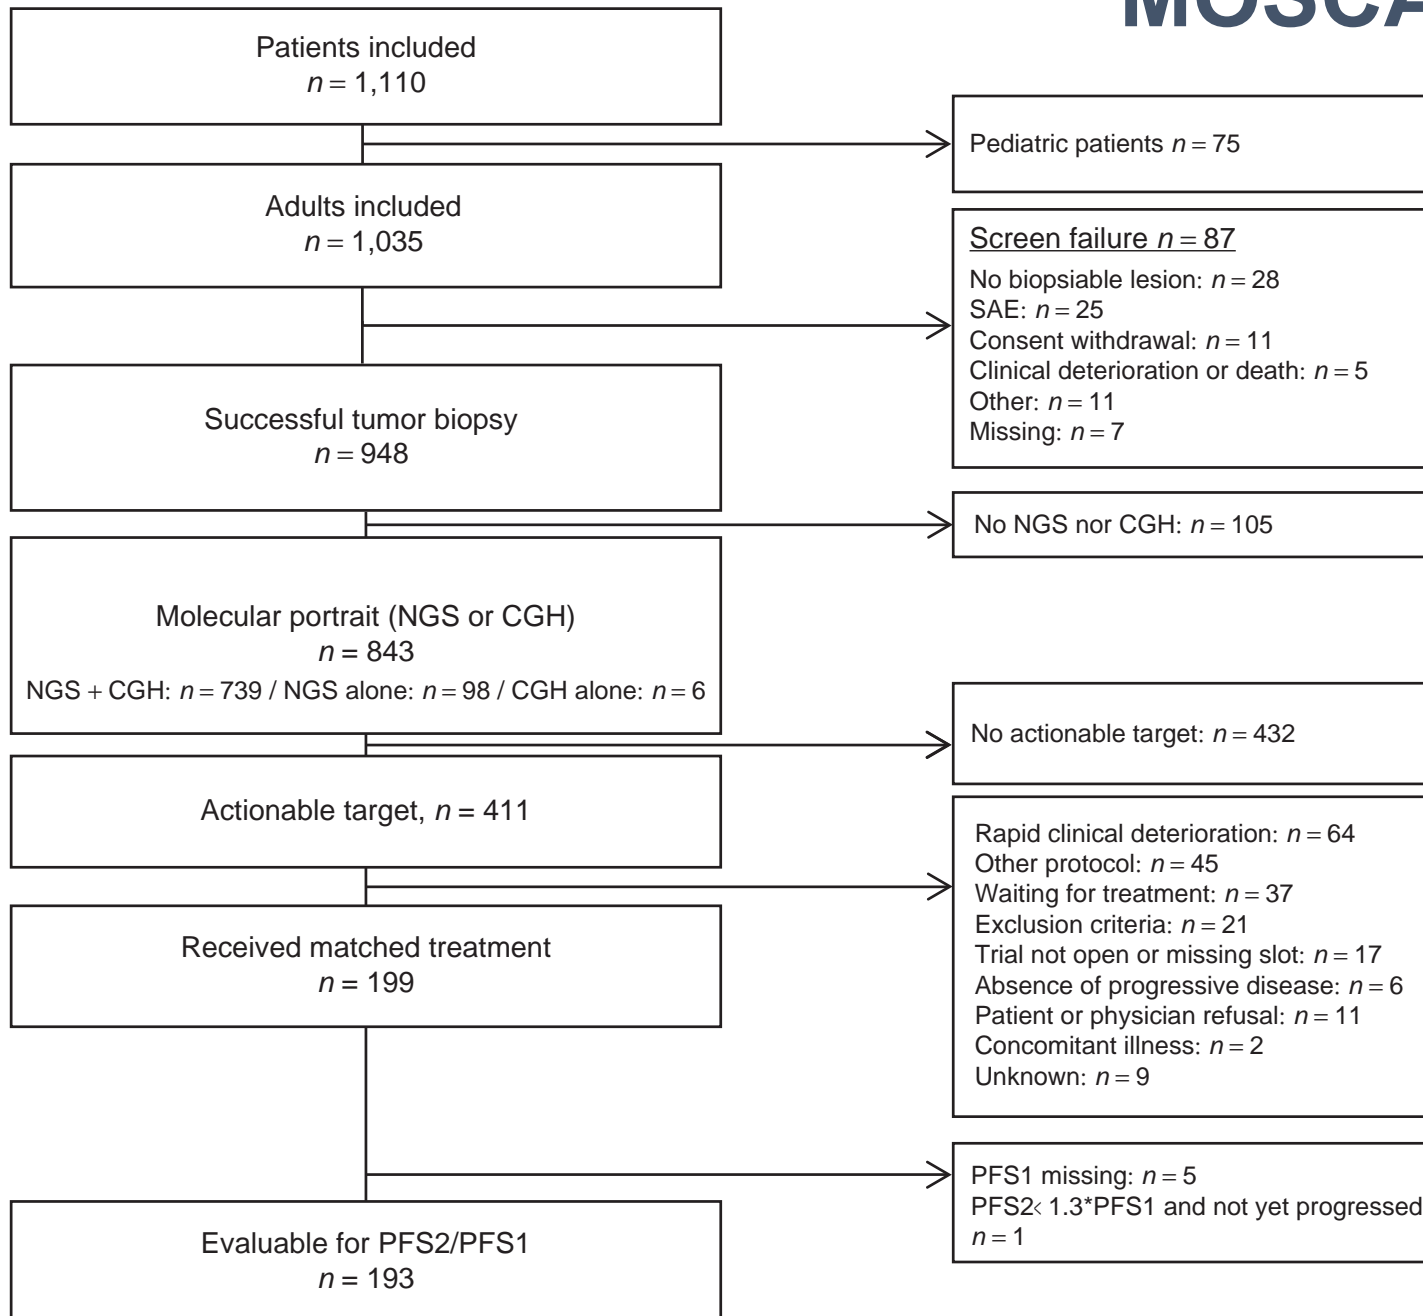 MOSCA
Patients included
n = 1,110
Pediatric patients n = 75
Adults included
n = 1,035
Screen failure n = 87
No biopsiable lesion: n = 28
SAE: n = 25
Consent withdrawal: n = 11
Clinical deterioration or death: n = 5
Other: n = 11
Missing: n = 7
Successful tumor biopsy
n = 948
No NGS nor CGH: n = 105
Molecular portrait (NGS or CGH)
n = 843
NGS + CGH: n = 739 / NGS alone: n = 98 / CGH alone: n = 6
No actionable target: n = 432
Actionable target, n = 411
Rapid clinical deterioration: n = 64
Other protocol: n = 45
Waiting for treatment: n = 37
Exclusion criteria: n = 21
Trial not open or missing slot: n = 17
Absence of progressive disease: n = 6
Patient or physician refusal: n = 11
Concomitant illness: n = 2
Unknown: n = 9
Received matched treatment
n = 199
PFS1 missing: n = 5
PFS2< 1.3*PFS1 and not yet progressed
n = 1
Evaluable for PFS2/PFS1
n = 193